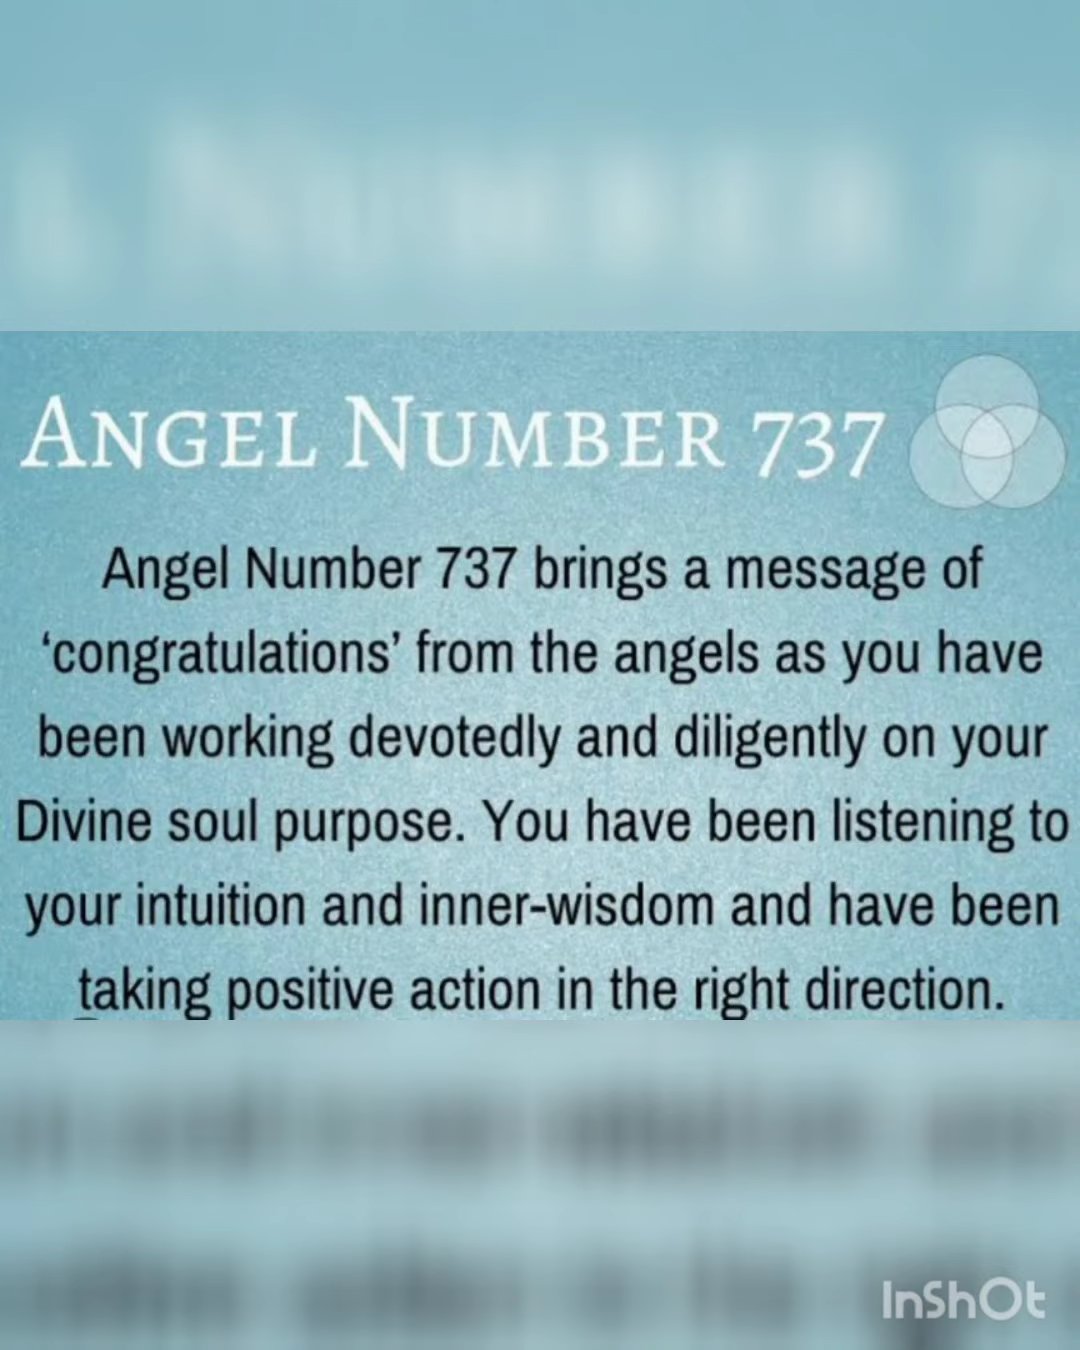 ANGEL NUMBER 737
Angel Number 737 brings a message of
‘congratulations’ from the angels as you have
been working devotedly and diligently on your
Divine soul purpose. You have been listening to
your intuition and inner-wisdom and have been
taking positive action in the right direction.
InShOt